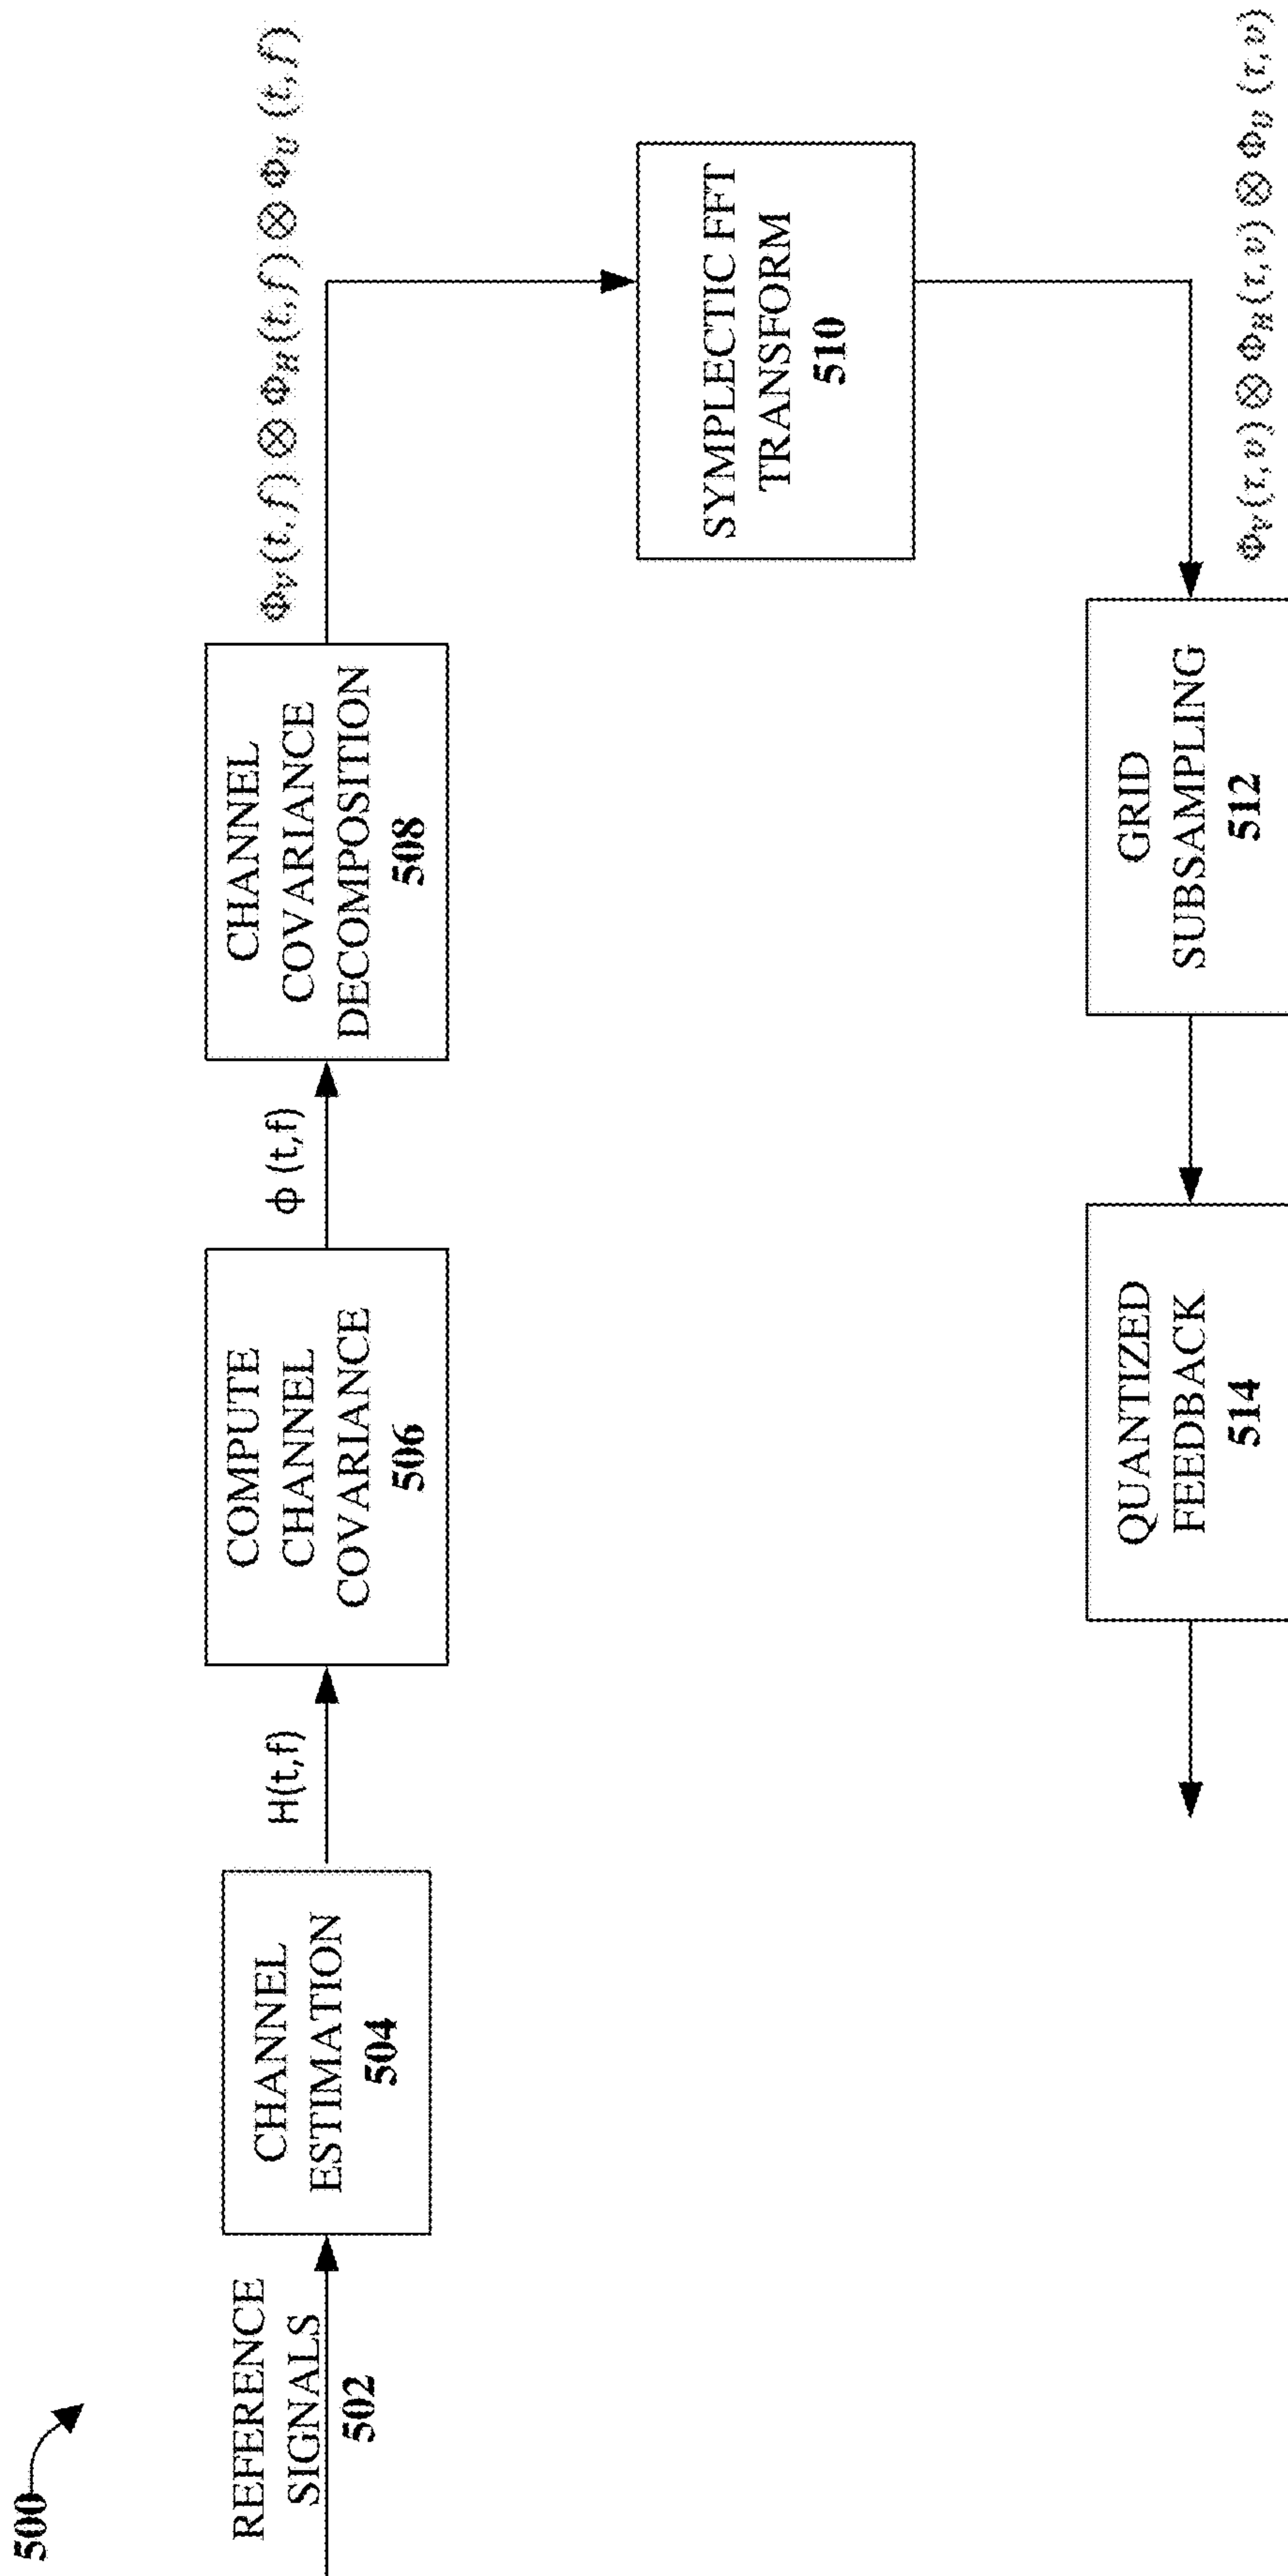 500
REFERENCE
SIGNALS
502
CHANNEL
ESTIMATION
504
H(t,f)
COMPUTE
CHANNEL
COVARIANCE
506
ϕ (t,f)
CHANNEL
COVARIANCE
DECOMPOSITION
508
Φ_V(t,f)⊗Φ_H(t,f)⊗Φ_U (t,f)
SYMPLECTIC FFT
TRANSFORM
510
Φ_V(τ,υ)⊗Φ_H(τ,υ)⊗Φ_U (τ,υ)
GRID
SUBSAMPLING
512
QUANTIZED
FEEDBACK
514